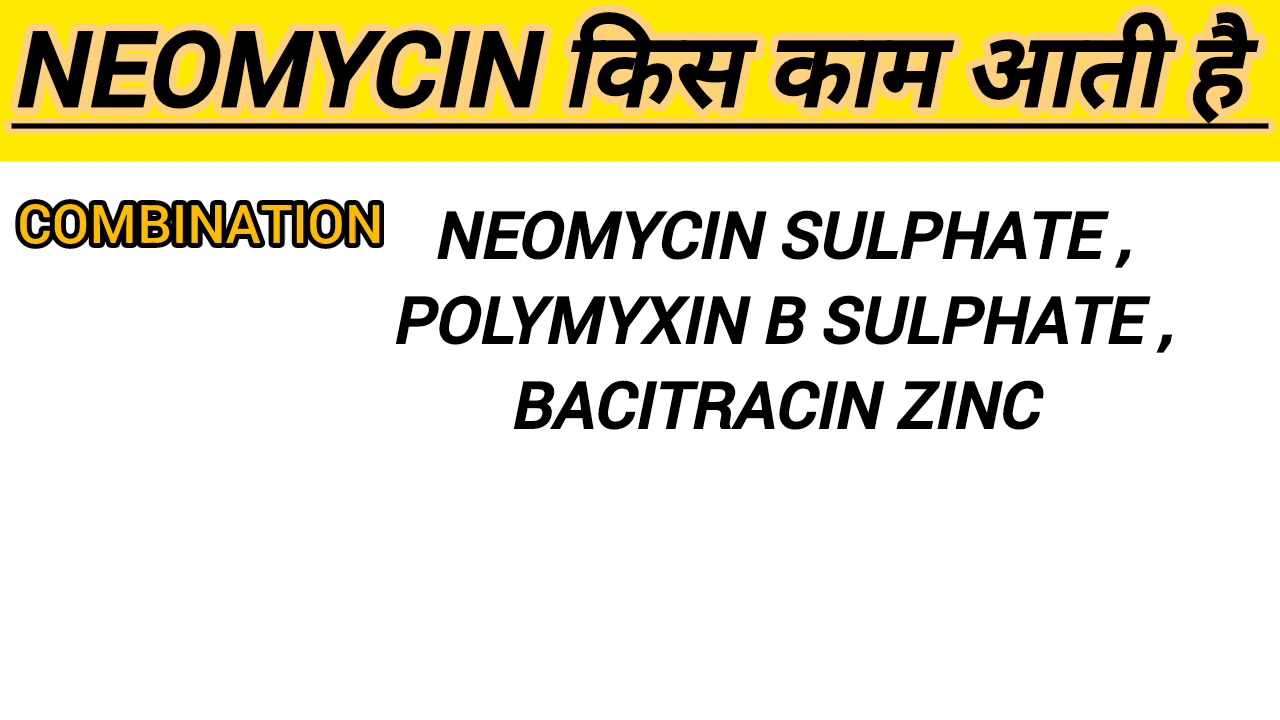 NEOMYCIN किस काम आती है
COMBINATION
NEOMYCIN SULPHATE ,
POLYMYXIN B SULPHATE ,
BACITRACIN ZINC